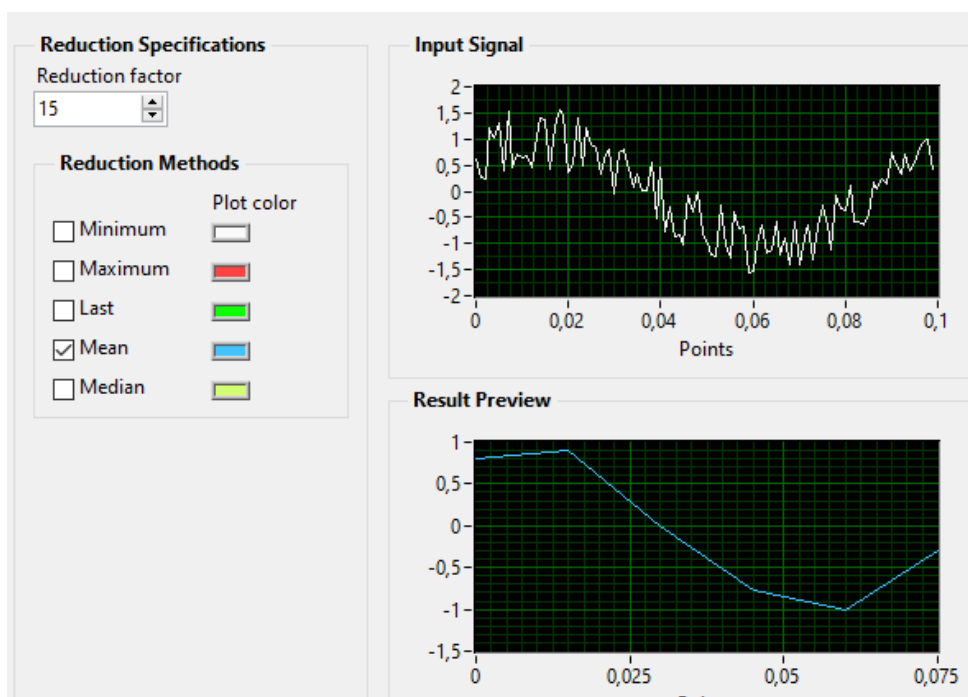 Reduction Specifications
Reduction factor
15
Reduction Methods
Plot color
Minimum
Maximum
Last
Mean
Median
Input Signal
2
1,5
1
0,5
0
-0,5
-1
-1,5
-2
0 0,02 0,04 0,06 0,08 0,1
Points
Result Preview
1
0,5
0
-0,5
-1
-1,5
0 0,025 0,05 0,075